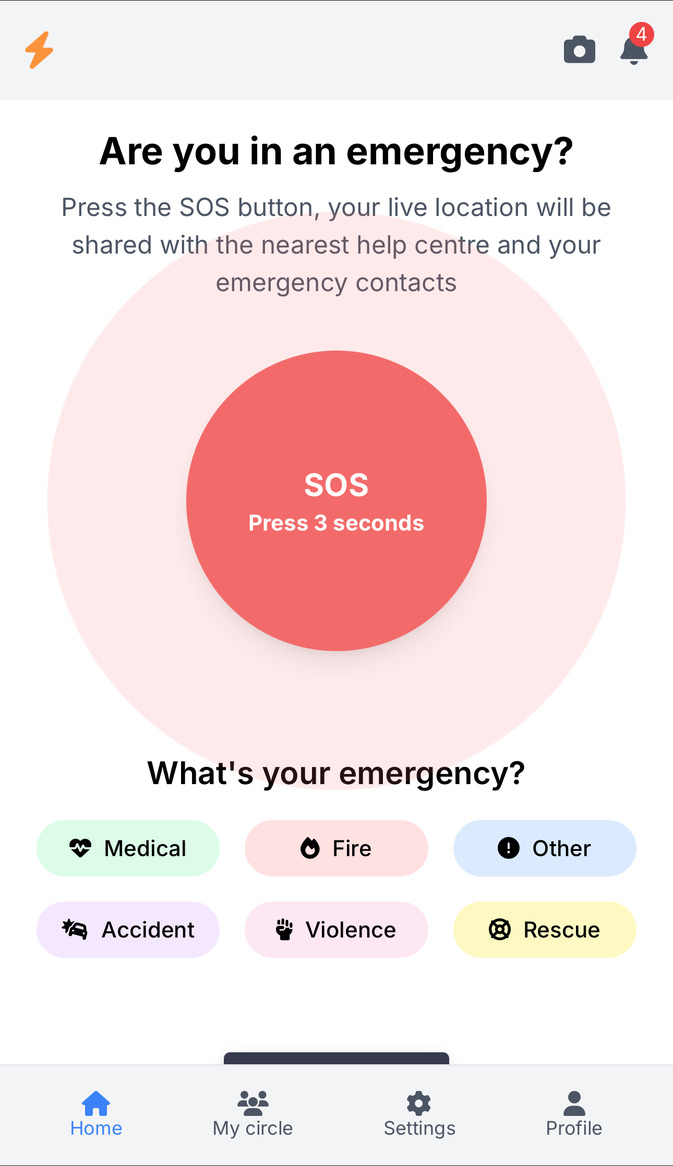 4
Are you in an emergency?
Press the SOS button, your live location will be
shared with the nearest help centre and your
emergency contacts
SOS
Press 3 seconds
What's your emergency?
Medical
Fire
Other
Accident
Violence
Rescue
Home
My circle
Settings
Profile